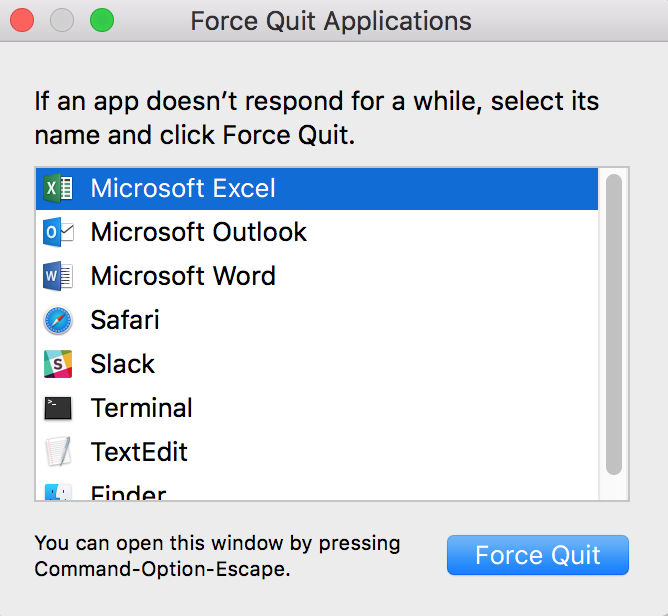 Force Quit Applications
If an app doesn’t respond for a while, select its
name and click Force Quit.
Microsoft Excel
Microsoft Outlook
Microsoft Word
Safari
Slack
Terminal
TextEdit
Finder
You can open this window by pressing
Command-Option-Escape.
Force Quit